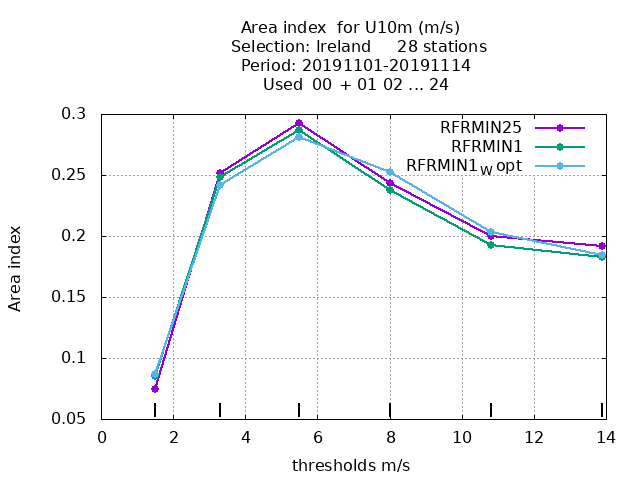 Area index  for U10m (m/s)
Selection: Ireland     28 stations
Period: 20191101-20191114
Used  00 + 01 02 ... 24
RFRMIN25
RFRMIN1
RFRMIN1w opt
0.3
0.25
0.2
0.15
0.1
0.05
Area index
0 2 4 6 8 10 12 14
thresholds m/s